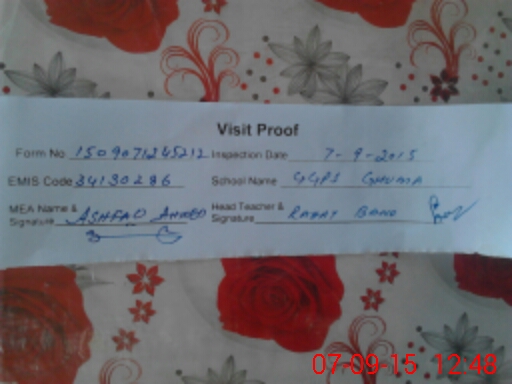 Visit Proof
Form No 1509071245212 Inspection Date 7-9-2015
EMIS Code 34130286 School Name GGPS GHUMA
MEA Name & Signature ASHFAQ AHMED Head Teacher & Signature RAHAT BANO
07-09-15 12:48